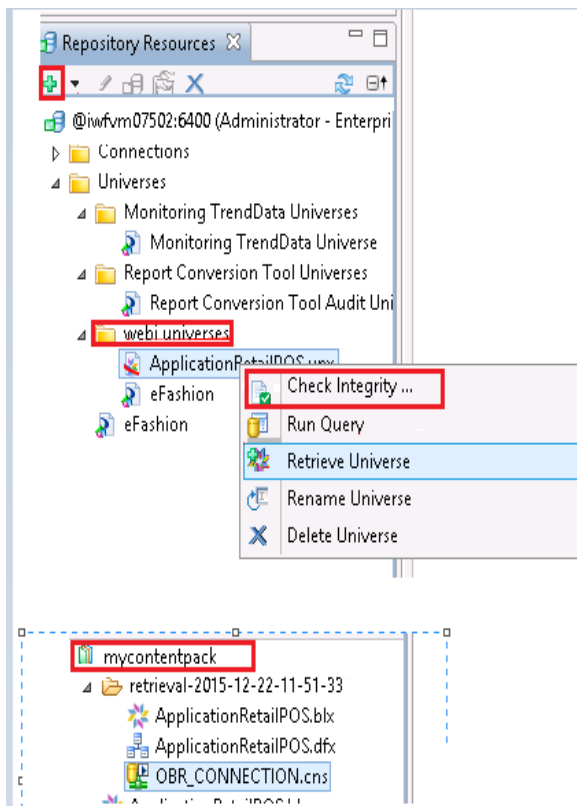 Repository Resources
@iwfvm07502:6400 (Administrator - Enterpri
Connections
Universes
Monitoring TrendData Universes
Monitoring TrendData Universe
Report Conversion Tool Universes
Report Conversion Tool Audit Uni
webi universes
ApplicationRetailPOS.unx
Check Integrity ...
eFashion
Run Query
eFashion
Retrieve Universe
Rename Universe
Delete Universe
mycontentpack
retrieval-2015-12-22-11-51-33
ApplicationRetailPOS.blx
ApplicationRetailPOS.dfx
OBR_CONNECTION.cns